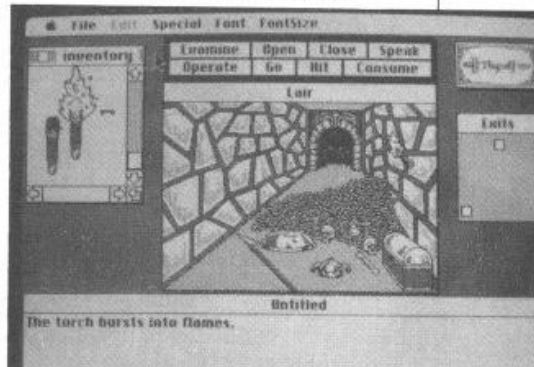 File Edit Special Font FontSize
inventory
Examine Open Close Speak
Operate Go Hit Consume
Lair
Exits
Untitled
The torch bursts into flames.